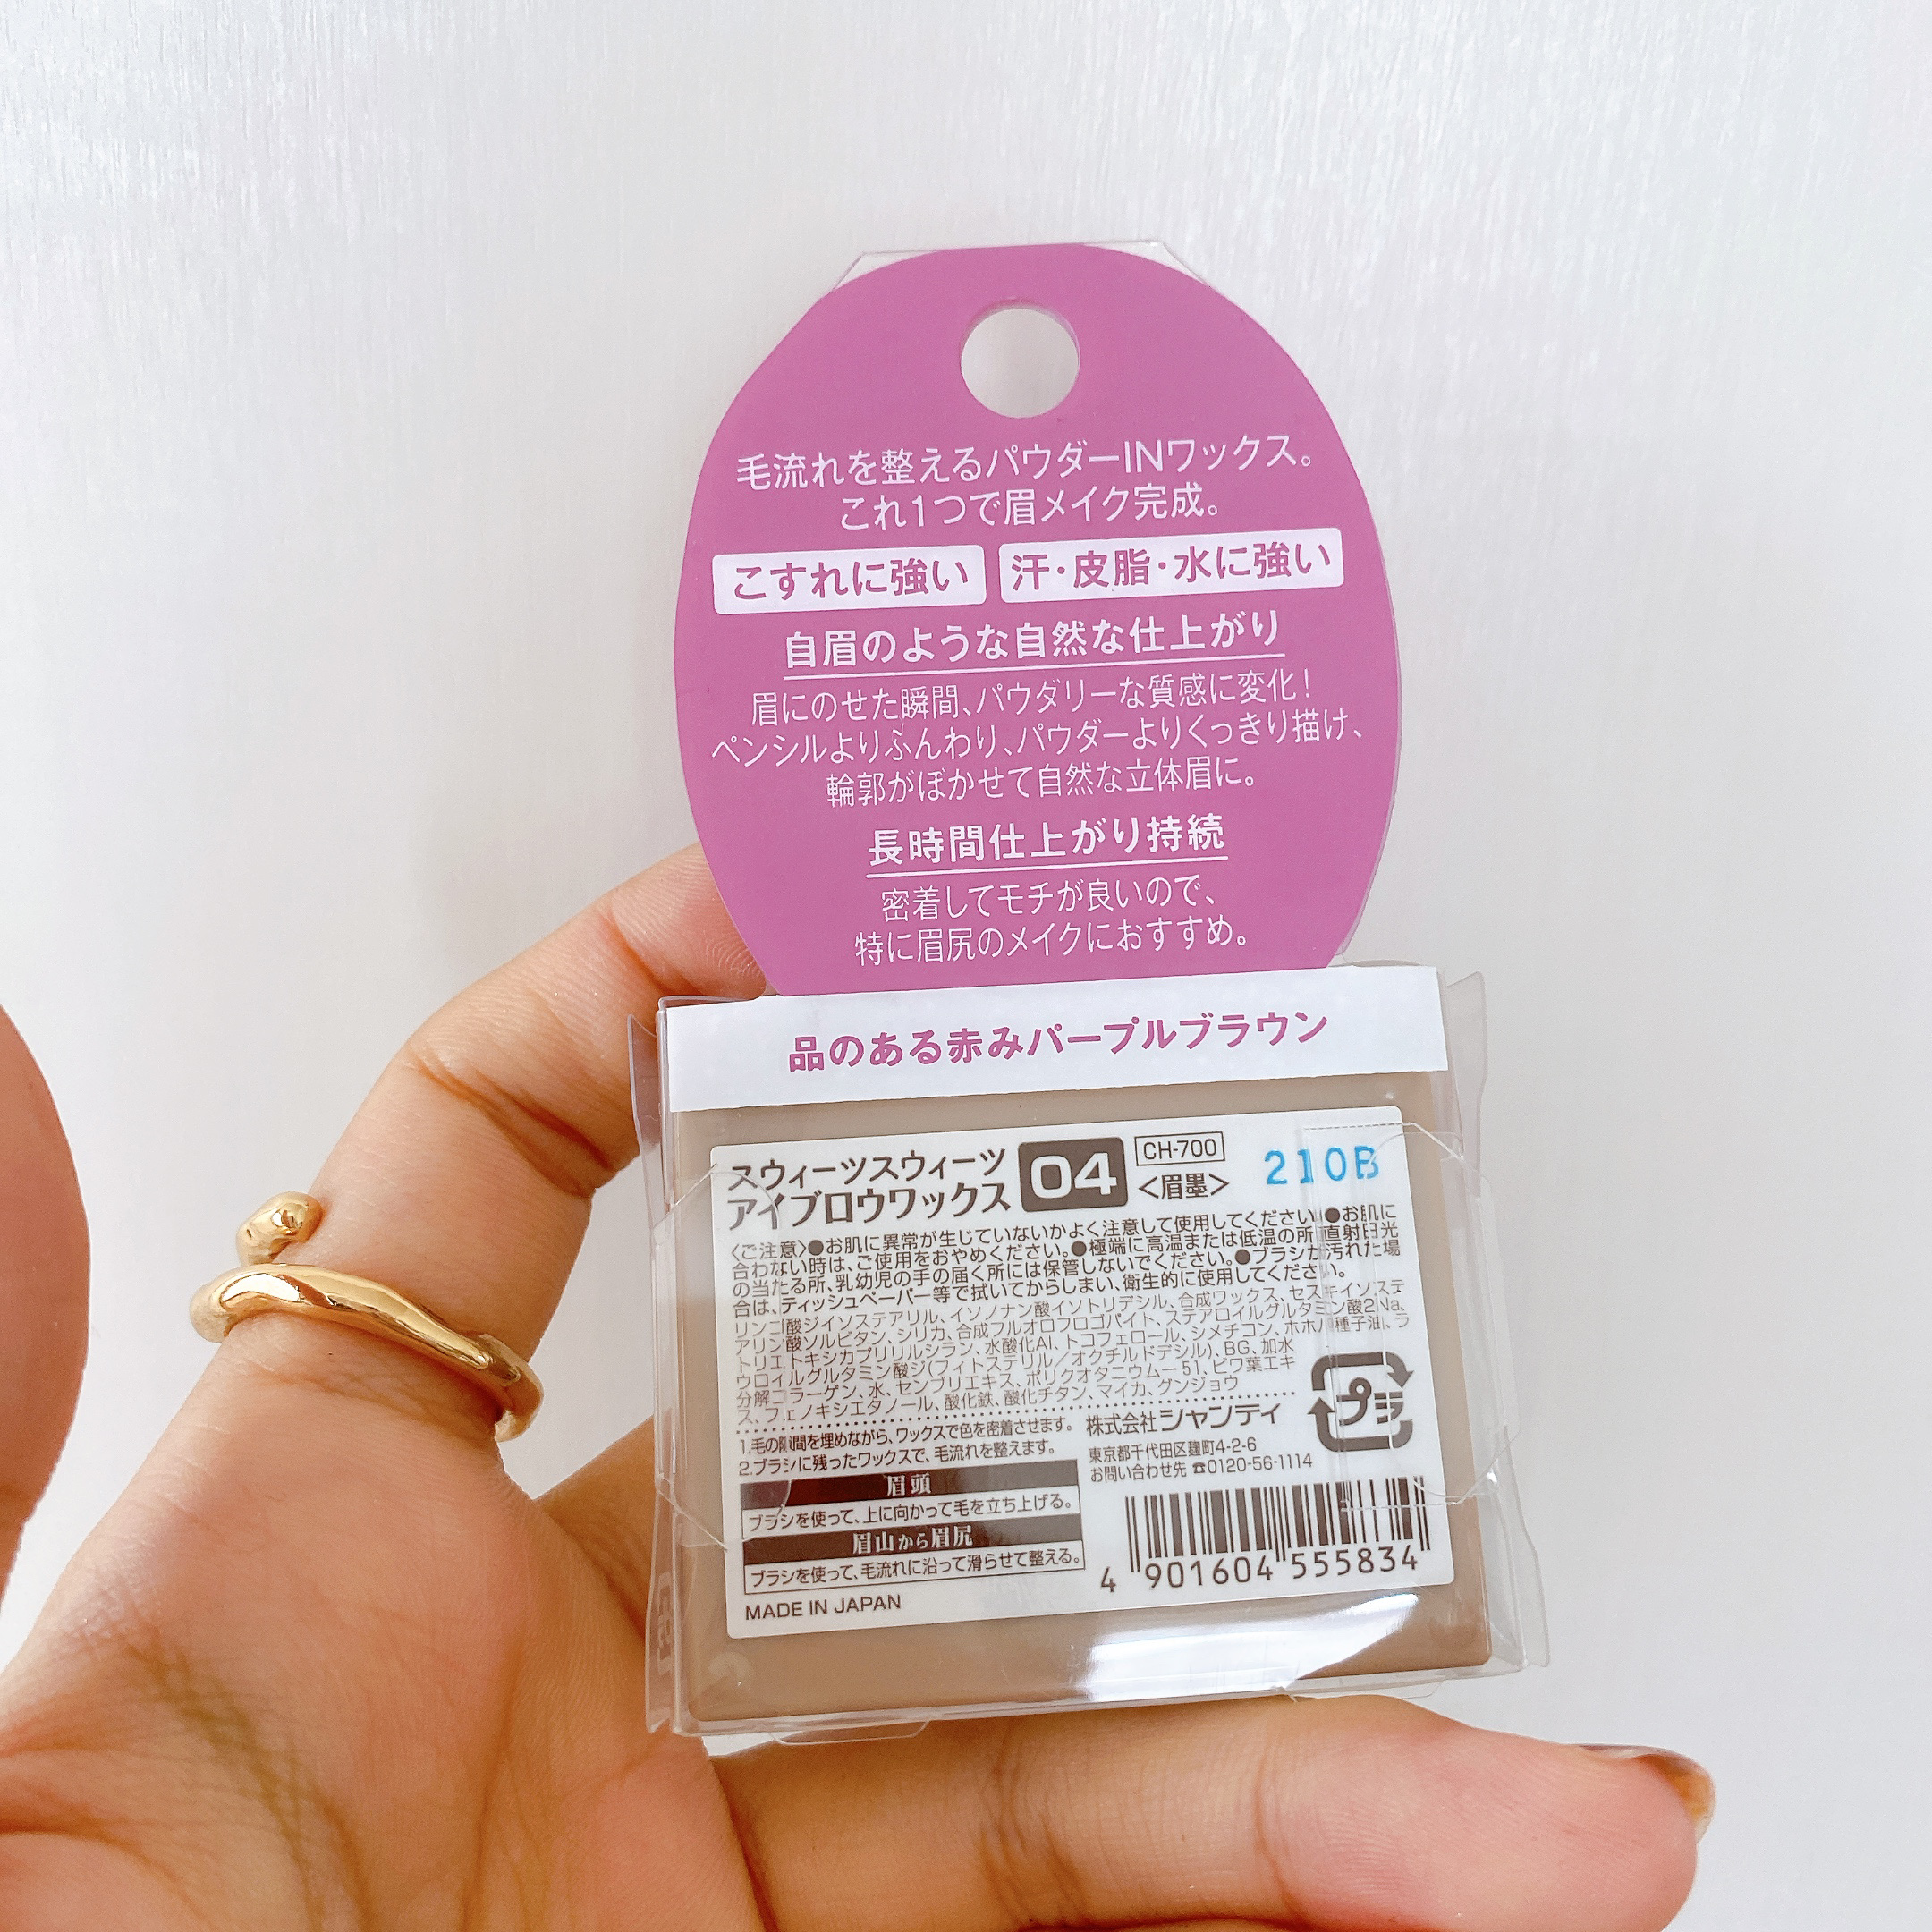 毛流れを整えるパウダーINワックス。
これ1つで眉メイク完成。
こすれに強い 汗・皮脂・水に強い
自眉のような自然な仕上がり
眉にのせた瞬間、パウダリーな質感に変化!
ペンシルよりふんわり、パウダーよりくっきり描け、
輪郭がぼかせて自然な立体眉に。
長時間仕上がり持続
密着してモチが良いので、
特に眉尻のメイクにおすすめ。
品のある赤みパープルブラウン
スウィーツスウィーツ
アイブロウワックス
04
CH-700
<眉墨>
210B
〈ご注意〉●お肌に異常が生じていないかよく注意して使用してください。●お肌に
合わない時は、ご使用をおやめください。●極端に高温または低温の所、直射日光
の当たる所、乳幼児の手の届く所には保管しないでください。●ブラシが汚れた場
合は、ティッシュペーパー等で拭いてからしまい、衛生的に使用してください。
リンゴ酸ジイソステアリル、イソノナン酸イソトリデシル、合成ワックス、セスキイソステ
アリン酸ソルビタン、シリカ、合成フルオロフロゴパイト、ステアロイルグルタミン酸2Na、
トリエトキシカプリリルシラン、水酸化Al、トコフェロール、ジメチコン、ホホバ種子油、ラ
ウロイルグルタミン酸ジ(フィトステリル/オクチルドデシル)、BG、加水
分解コラーゲン、水、センブリエキス、ポリクオタニウム-51、ビワ葉エキ
ス、フェノキシエタノール、酸化鉄、酸化チタン、マイカ、グンジョウ
1.毛の隙間を埋めながら、ワックスで色を密着させます。
2.ブラシに残ったワックスで、毛流れを整えます。
眉頭
ブラシを使って、上に向かって毛を立ち上げる。
眉山から眉尻
ブラシを使って、毛流れに沿って滑らせて整える。
MADE IN JAPAN
株式会社シャンティ
東京都千代田区麹町4-2-6
お問い合わせ先 ☎0120-56-1114
プラ
4 901604 555834